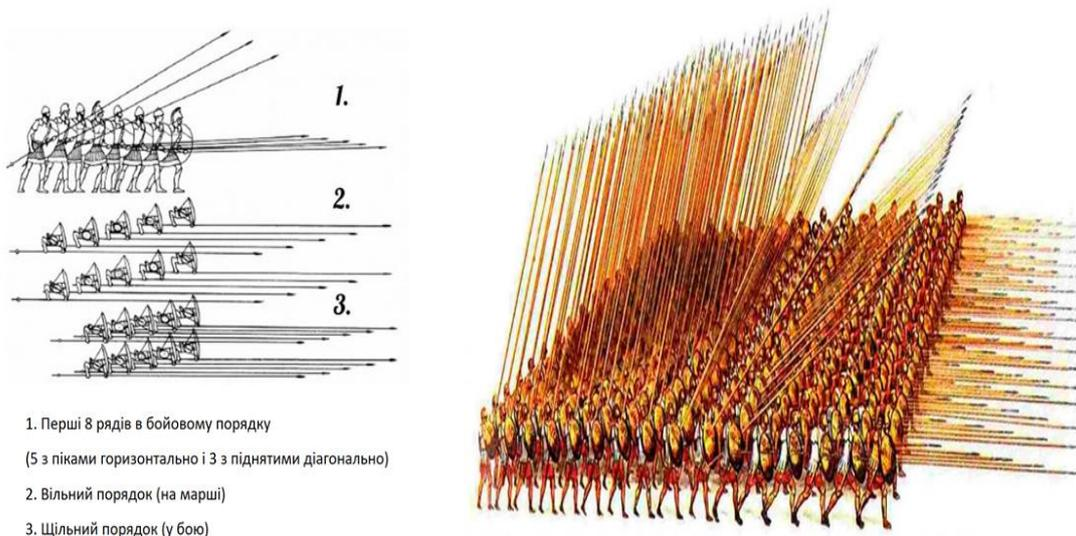 1.
2.
3.
1. Перші 8 рядів в бойовому порядку
(5 з піками горизонтально і 3 з піднятими діагонально)
2. Вільний порядок (на марші)
3. Щільний порядок (у бою)